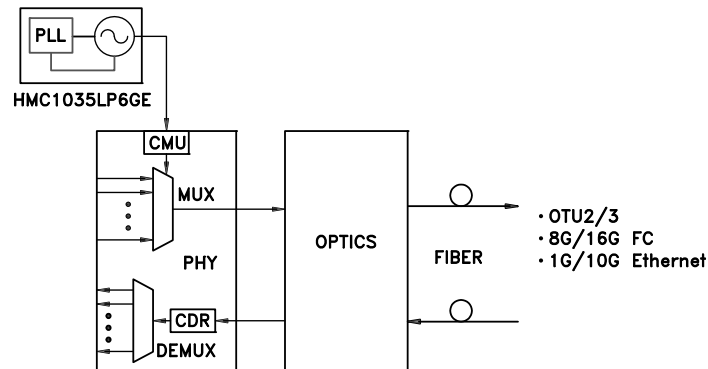 PLL
HMC1035LP6GE
CMU
MUX
PHY
OPTICS
FIBER
• OTU2/3
• 8G/16G FC
• 1G/10G Ethernet
CDR
DEMUX